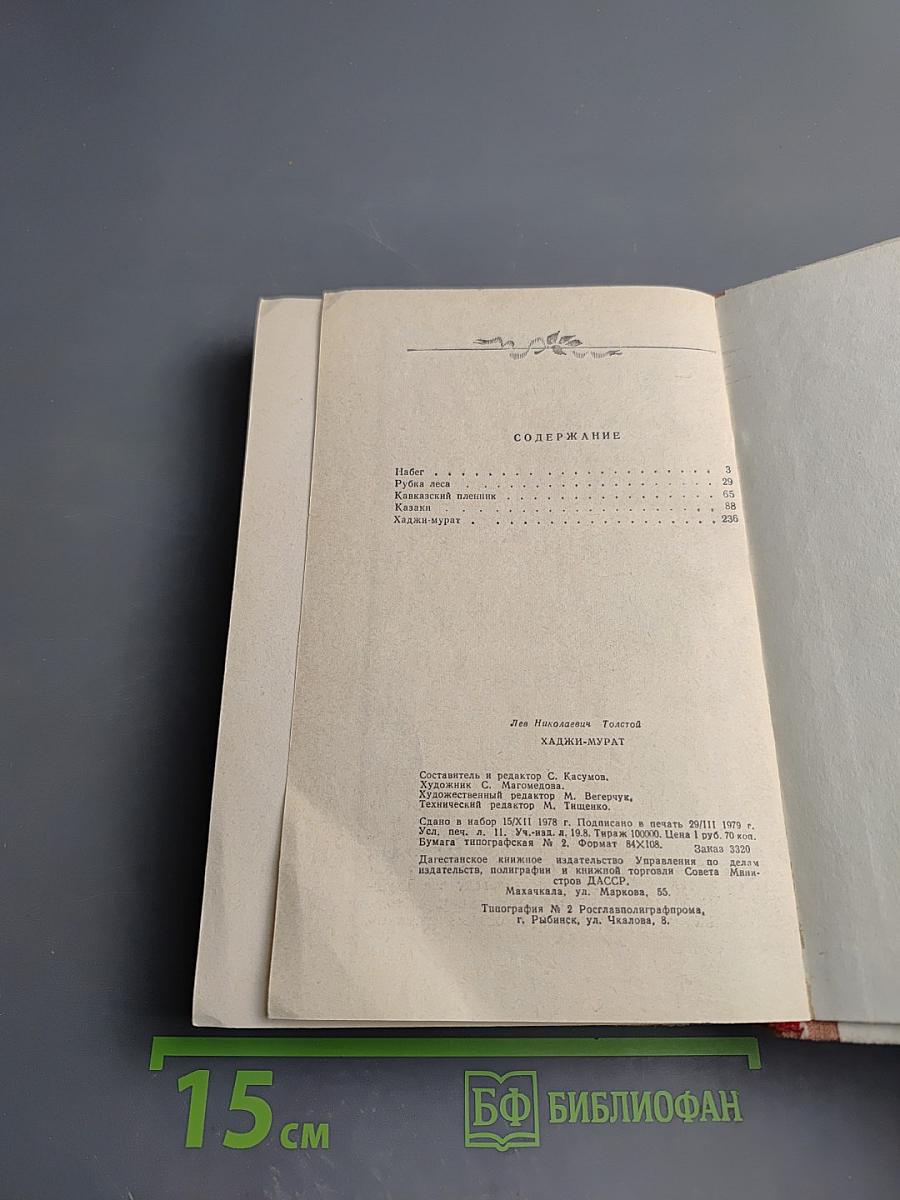 СОДЕРЖАНИЕ
Набег . . . . . . . . . . . . . . . . . . . . 3
Рубка леса . . . . . . . . . . . . . . . . . . 29
Кавказский пленник . . . . . . . . . . . . . . . 65
Казаки . . . . . . . . . . . . . . . . . . . . 88
Хаджи-мурат . . . . . . . . . . . . . . . . . . 236
Лев Николаевич Толстой
ХАДЖИ-МУРАТ
Составитель и редактор С. Касумов.
Художник С. Магомедова.
Художественный редактор М. Вегерчук.
Технический редактор М. Тищенко.
Сдано в набор 15/XII 1978 г. Подписано в печать 29/III 1979 г.
Усл. печ. л. 11. Уч.-изд. л. 19.8. Тираж 100000. Цена 1 руб. 70 коп.
Бумага типографская № 2. Формат 84X108. Заказ 3320
Дагестанское книжное издательство Управления по делам
издательств, полиграфии и книжной торговли Совета Мини-
стров ДАССР.
Махачкала, ул. Маркова, 55.
Типография № 2 Росглавполиграфпрома,
г. Рыбинск, ул. Чкалова, 8.
15 см
БФ БИБЛИОФАН